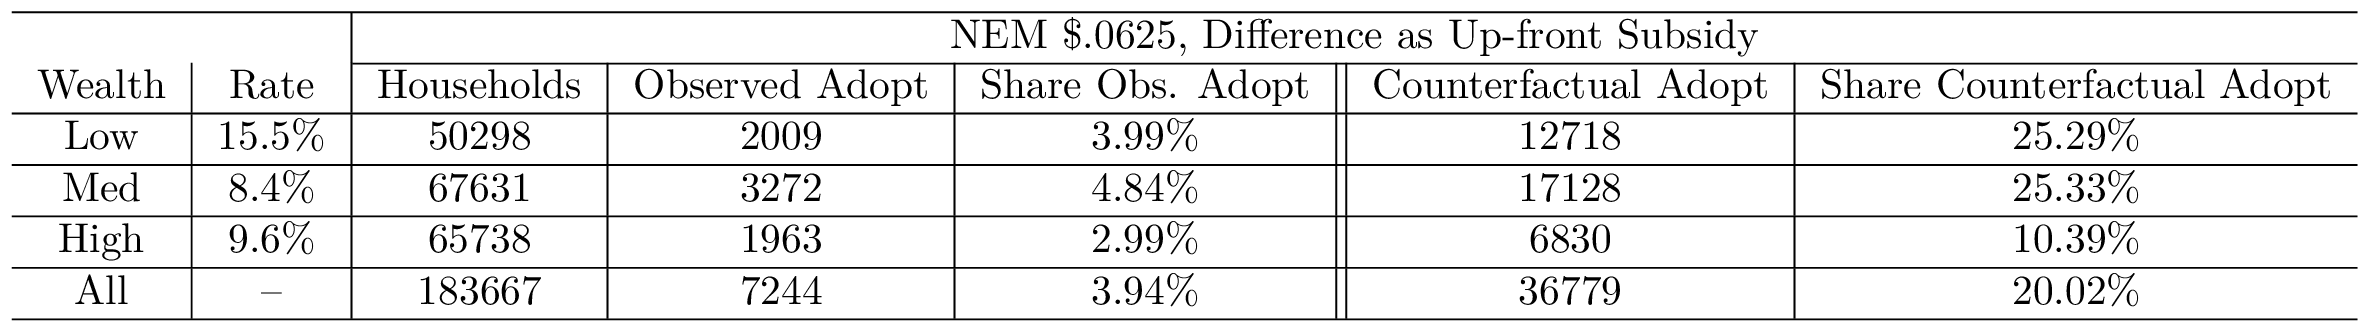 NEM $.0625, Difference as Up-front Subsidy
Wealth Rate Households Observed Adopt Share Obs. Adopt Counterfactual Adopt Share Counterfactual Adopt
Low 15.5% 50298 2009 3.99% 12718 25.29%
Med 8.4% 67631 3272 4.84% 17128 25.33%
High 9.6% 65738 1963 2.99% 6830 10.39%
All – 183667 7244 3.94% 36779 20.02%